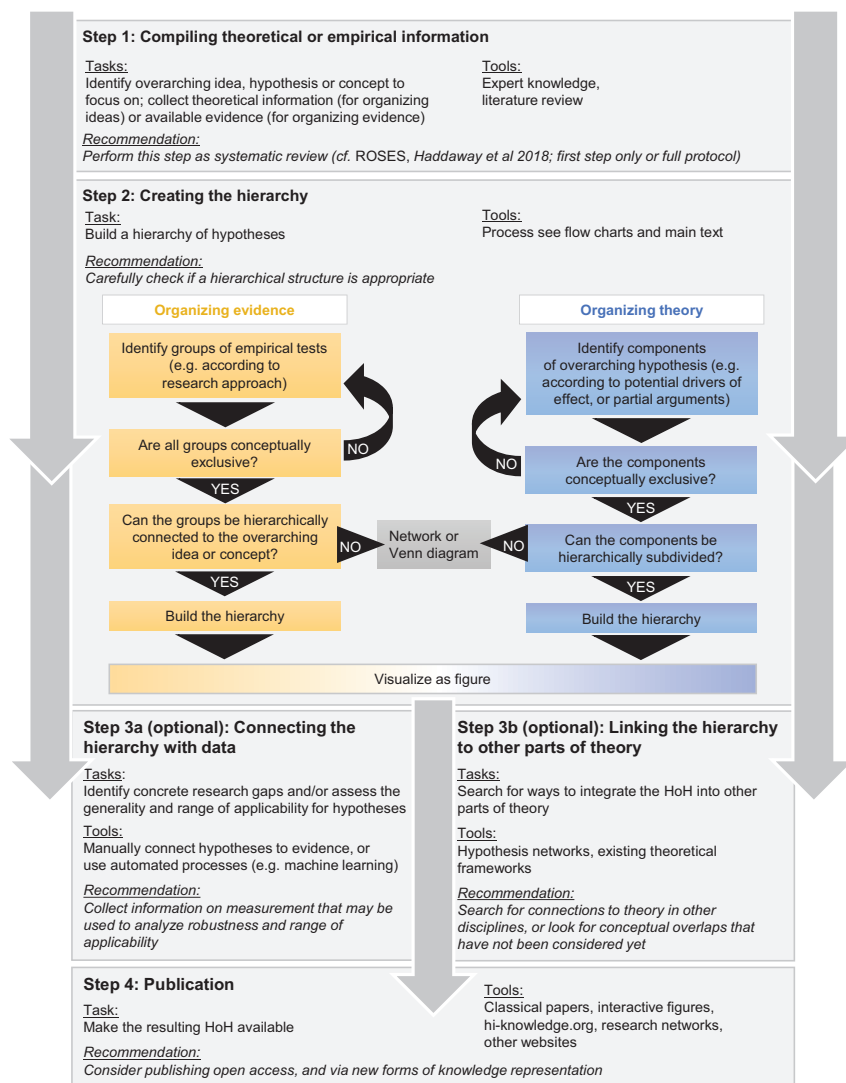 Step 1: Compiling theoretical or empirical information
Tasks:
Identify overarching idea, hypothesis or concept to
focus on; collect theoretical information (for organizing
ideas) or available evidence (for organizing evidence)
Tools:
Expert knowledge,
literature review
Recommendation:
Perform this step as systematic review (cf. ROSES, Haddaway et al 2018; first step only or full protocol)
Step 2: Creating the hierarchy
Task:
Build a hierarchy of hypotheses
Tools:
Process see flow charts and main text
Recommendation:
Carefully check if a hierarchical structure is appropriate
Organizing evidence
Identify groups of empirical tests
(e.g. according to
research approach)
Are all groups conceptually
exclusive?
NO
YES
Can the groups be hierarchically
connected to the overarching
idea or concept?
NO
YES
Build the hierarchy
Network or
Venn diagram
Organizing theory
Identify components
of overarching hypothesis (e.g.
according to potential drivers of
effect, or partial arguments)
NO
Are the components
conceptually exclusive?
YES
NO
Can the components be
hierarchically subdivided?
YES
Build the hierarchy
Visualize as figure
Step 3a (optional): Connecting the
hierarchy with data
Tasks:
Identify concrete research gaps and/or assess the
generality and range of applicability for hypotheses
Tools:
Manually connect hypotheses to evidence, or
use automated processes (e.g. machine learning)
Recommendation:
Collect information on measurement that may be
used to analyze robustness and range of
applicability
Step 3b (optional): Linking the hierarchy
to other parts of theory
Tasks:
Search for ways to integrate the HoH into other
parts of theory
Tools:
Hypothesis networks, existing theoretical
frameworks
Recommendation:
Search for connections to theory in other
disciplines, or look for conceptual overlaps that
have not been considered yet
Step 4: Publication
Task:
Make the resulting HoH available
Tools:
Classical papers, interactive figures,
hi-knowledge.org, research networks,
other websites
Recommendation:
Consider publishing open access, and via new forms of knowledge representation